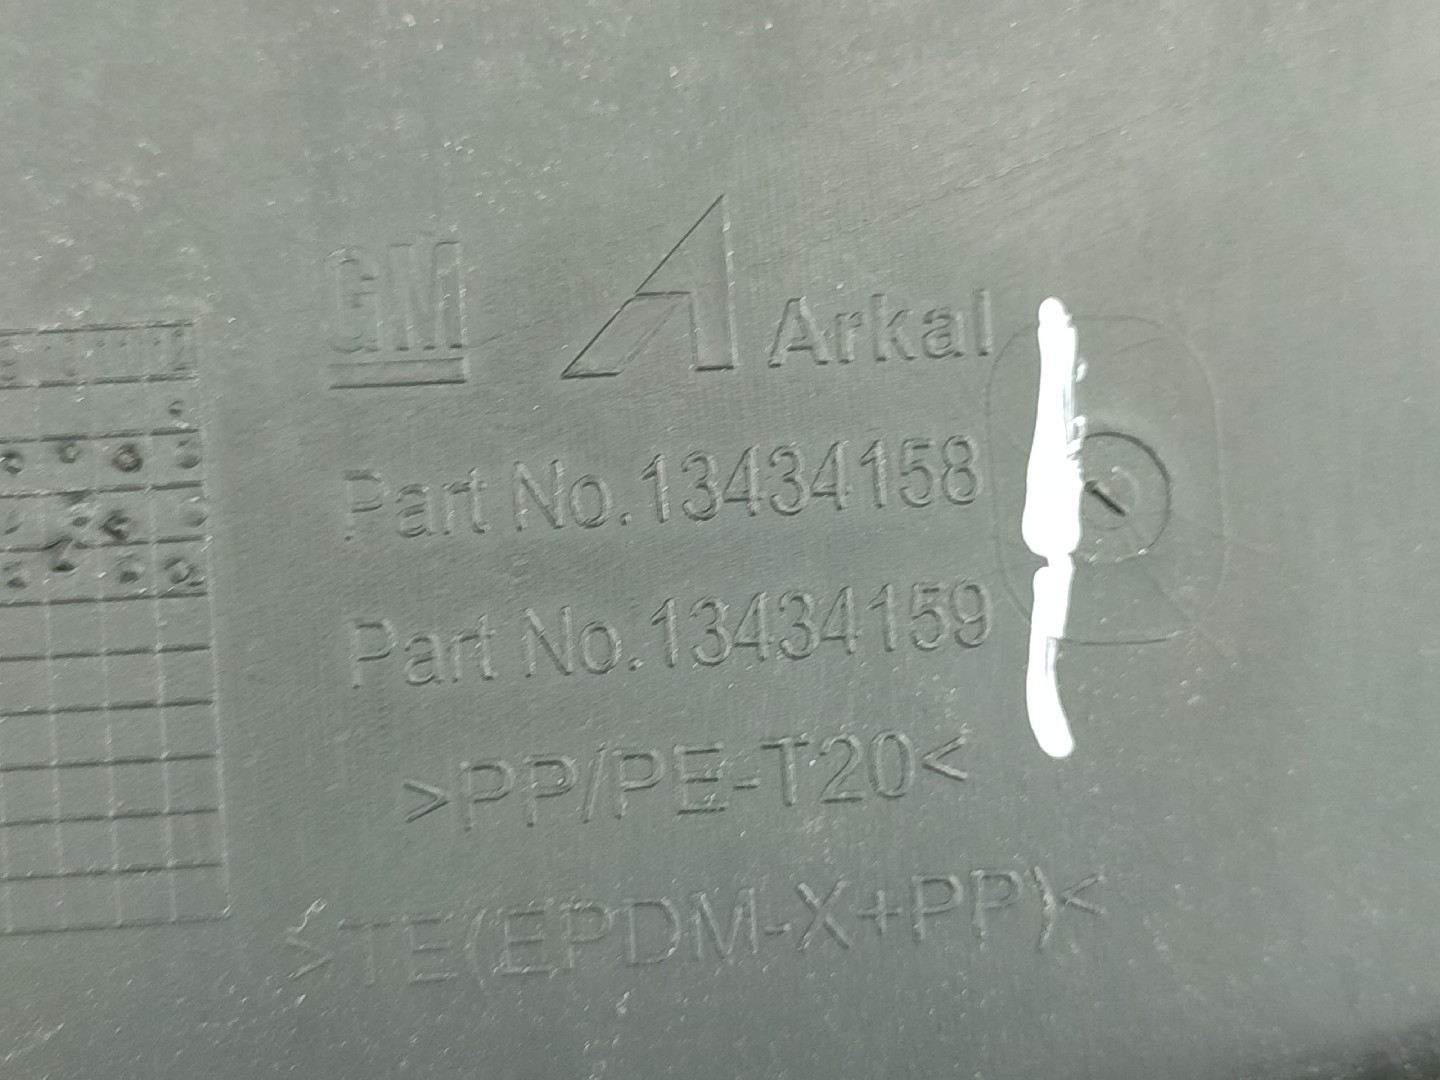 GM Arkal
Part No.13434158
Part No.13434159
>PP/PE-T20<
>TE(EPDM-X+PP)<